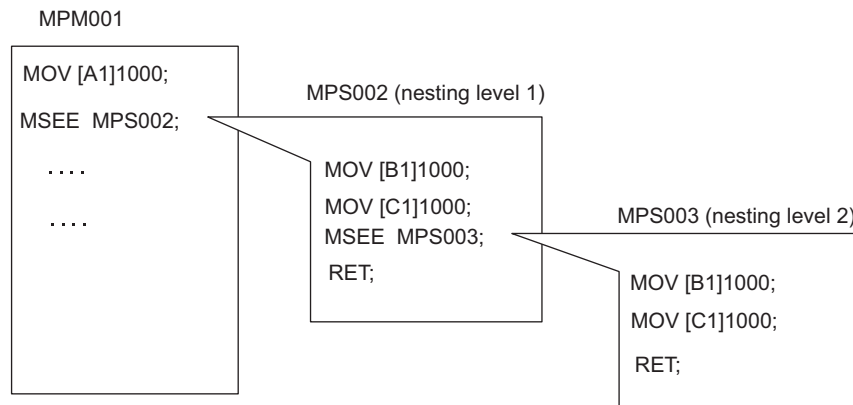 MPM001
MOV [A1]1000;
MSEE MPS002;
....
....
MPS002 (nesting level 1)
MOV [B1]1000;
MOV [C1]1000;
MSEE MPS003;
RET;
MPS003 (nesting level 2)
MOV [B1]1000;
MOV [C1]1000;
RET;